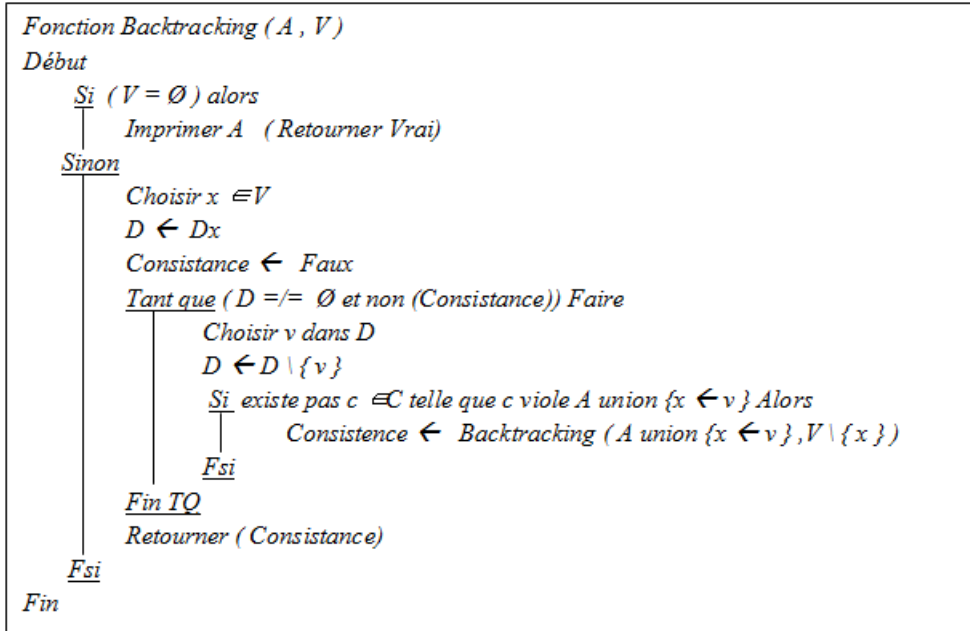 Fonction Backtracking ( A , V )
Début
Si ( V = Ø ) alors
Imprimer A ( Retourner Vrai)
Sinon
Choisir x ∈V
D ← Dx
Consistance ← Faux
Tant que ( D =/= Ø et non (Consistance)) Faire
Choisir v dans D
D ← D \ { v }
Si existe pas c ∈C telle que c viole A union {x ← v } Alors
Consistence ← Backtracking ( A union {x ← v } ,V \ { x } )
Fsi
Fin TQ
Retourner ( Consistance)
Fsi
Fin